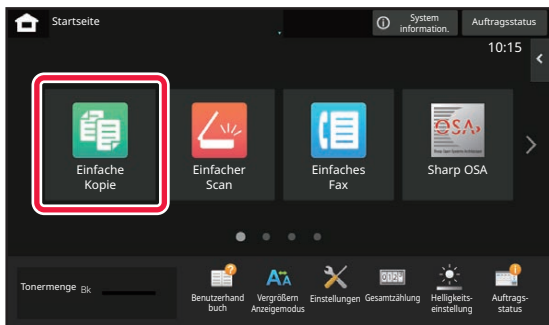 Startseite
System
information.
Auftragsstatus
10:15
Einfache
Kopie
Einfacher
Scan
Einfaches
Fax
OSA
Sharp OSA
Tonermenge Bk
Benutzerhand
buch
Vergrößern
Anzeigemodus
Einstellungen
Gesamtzählung
Helligkeits-
einstellung
Auftrags-
status